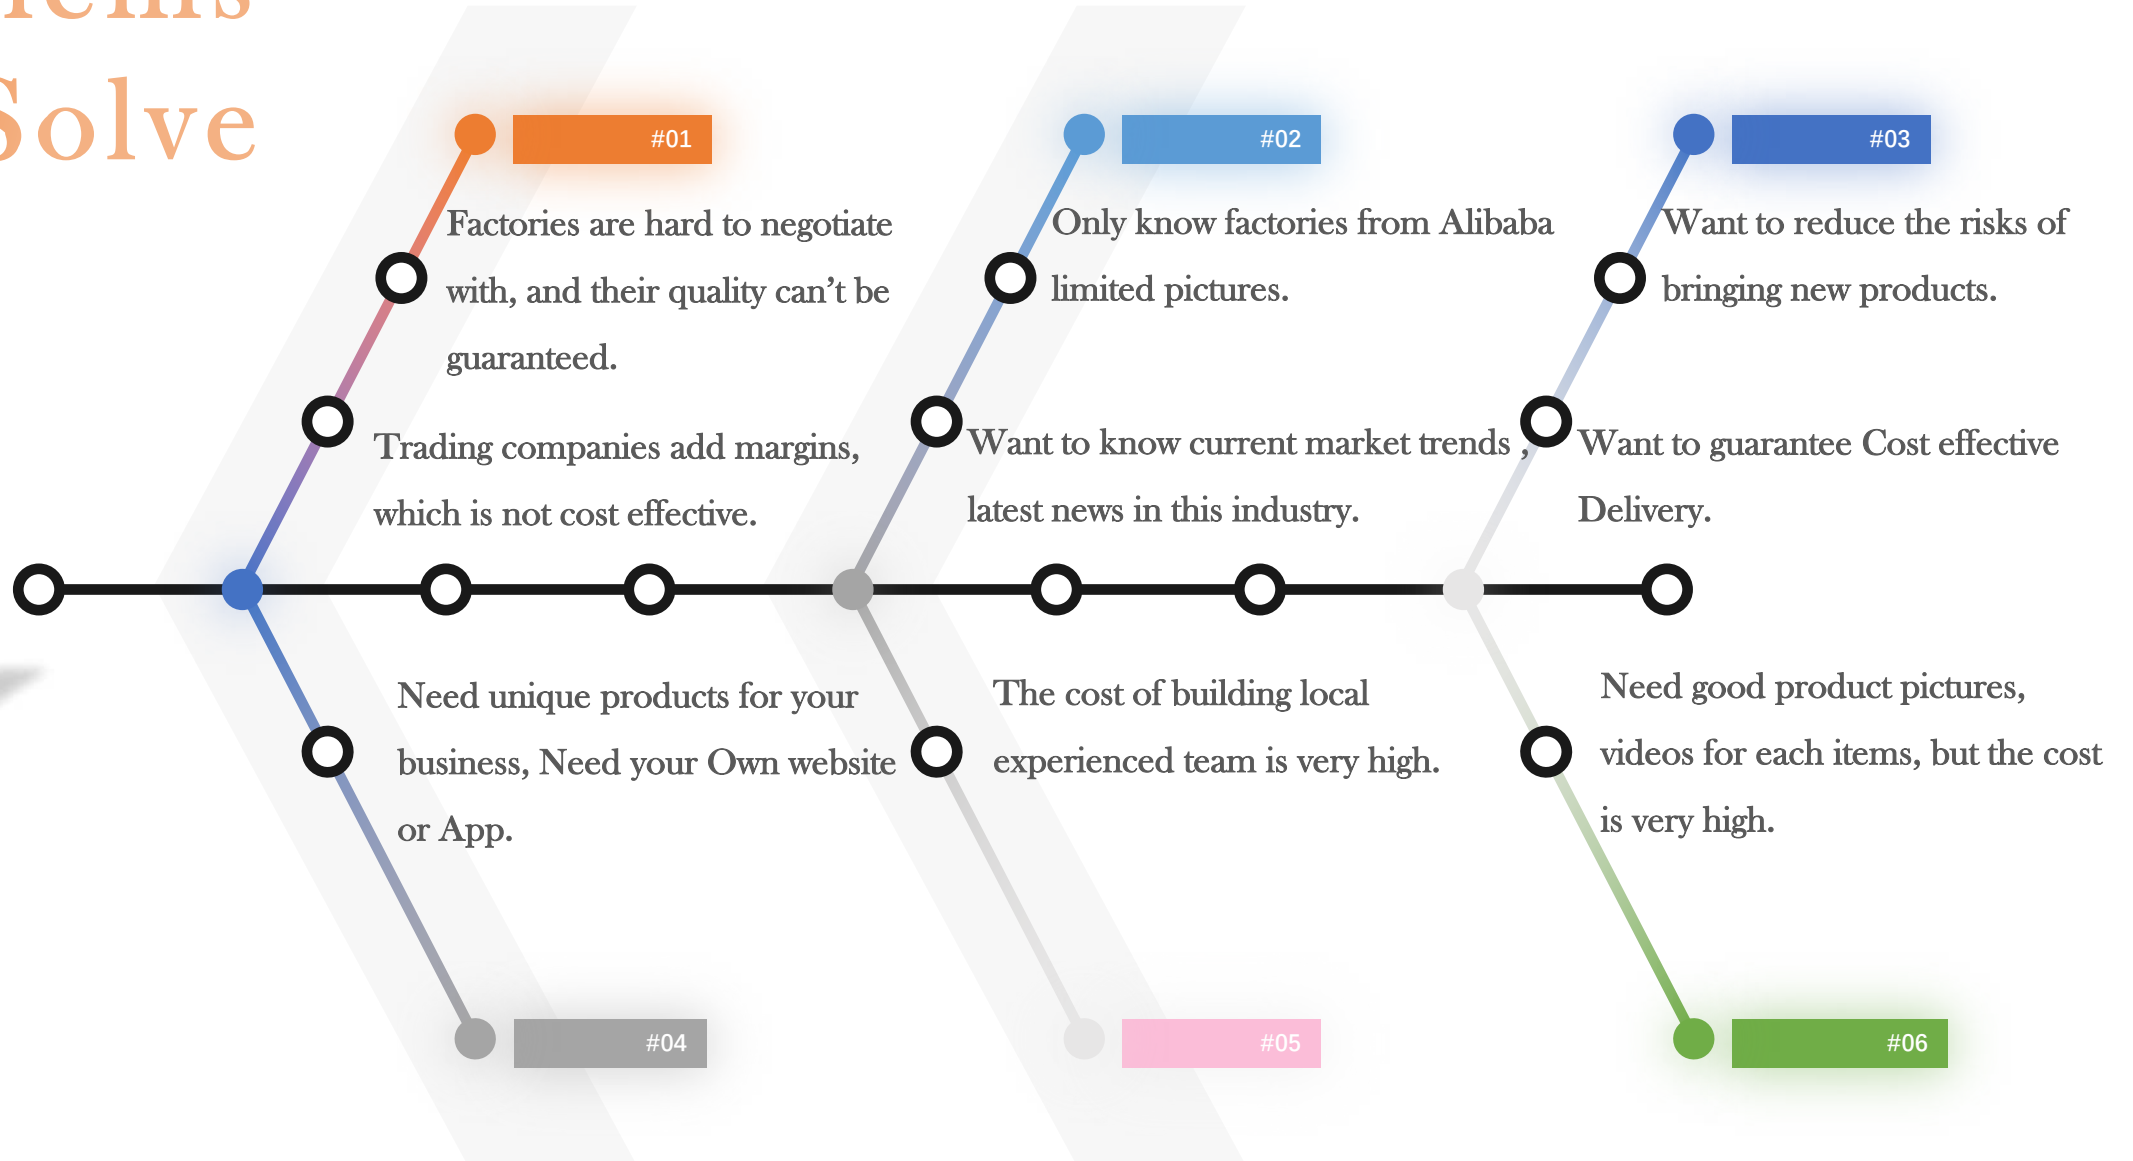 Solve
#01
Factories are hard to negotiate
with, and their quality can’t be
guaranteed.
Trading companies add margins,
which is not cost effective.
#02
Only know factories from Alibaba
limited pictures.
Want to know current market trends ,
latest news in this industry.
#03
Want to reduce the risks of
bringing new products.
Want to guarantee Cost effective
Delivery.
Need unique products for your
business, Need your Own website
or App.
#04
The cost of building local
experienced team is very high.
#05
Need good product pictures,
videos for each items, but the cost
is very high.
#06